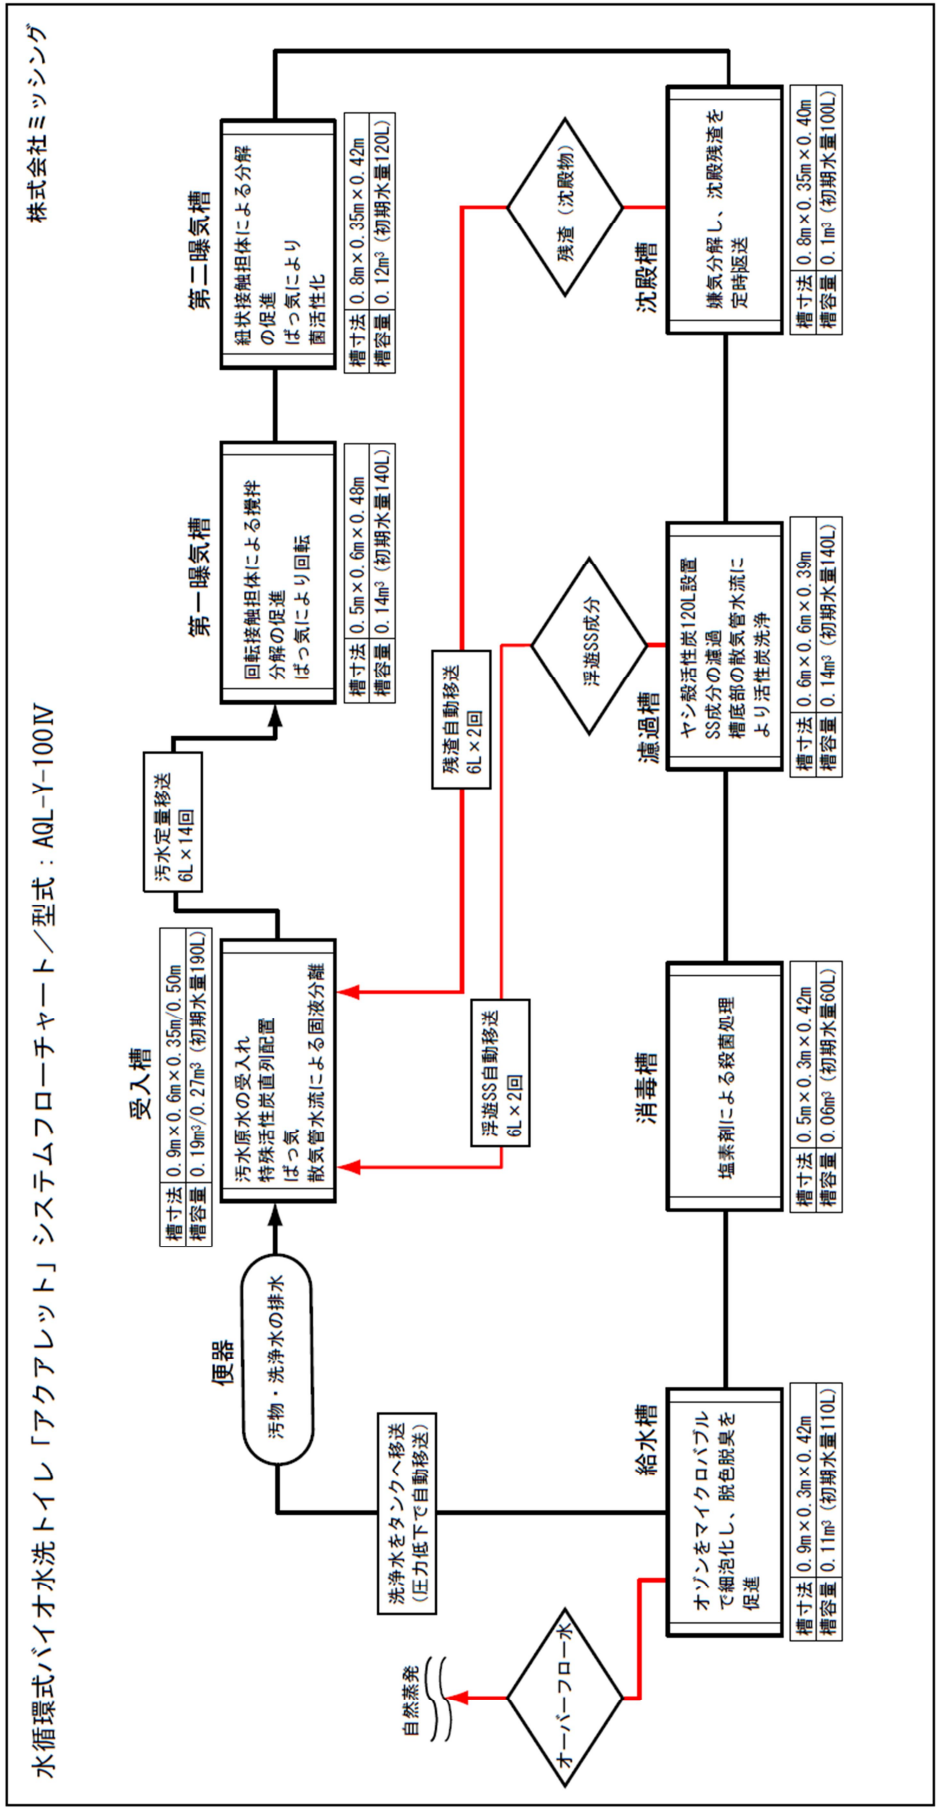 水循環式バイオ水洗トイレ「アクアレット」システムフローチャート／型式：AQL-Y-100Ⅳ
株式会社ミッシング
便器
汚物・洗浄水の排水
受入槽
槽寸法 0.9m×0.6m×0.35m/0.50m
槽容量 0.19m³/0.27m³（初期水量190L）
汚水原水の受入れ
特殊活性炭直列配置
ばっ気
散気管水流による固液分離
汚水定量移送
6L×14回
第一曝気槽
回転接触担体による攪拌
分解の促進
ばっ気により回転
槽寸法 0.5m×0.6m×0.48m
槽容量 0.14m³（初期水量140L）
第二曝気槽
紐状接触担体による分解
の促進
ばっ気により
菌活性化
槽寸法 0.8m×0.35m×0.42m
槽容量 0.12m³（初期水量120L）
自然蒸発
オーバーフロー水
洗浄水をタンクへ移送
（圧力低下で自動移送）
浮遊SS自動移送
6L×2回
残渣自動移送
6L×2回
浮遊SS成分
残渣（沈殿物）
給水槽
オゾンをマイクロバブル
で細泡化し、脱色脱臭を
促進
槽寸法 0.9m×0.3m×0.42m
槽容量 0.11m³（初期水量110L）
消毒槽
塩素剤による殺菌処理
槽寸法 0.5m×0.3m×0.42m
槽容量 0.06m³（初期水量60L）
濾過槽
ヤシ殻活性炭120L設置
SS成分の濾過
槽底部の散気管水流に
より活性炭洗浄
槽寸法 0.6m×0.6m×0.39m
槽容量 0.14m³（初期水量140L）
沈殿槽
嫌気分解し、沈殿残渣を
定時返送
槽寸法 0.8m×0.35m×0.40m
槽容量 0.1m³（初期水量100L）